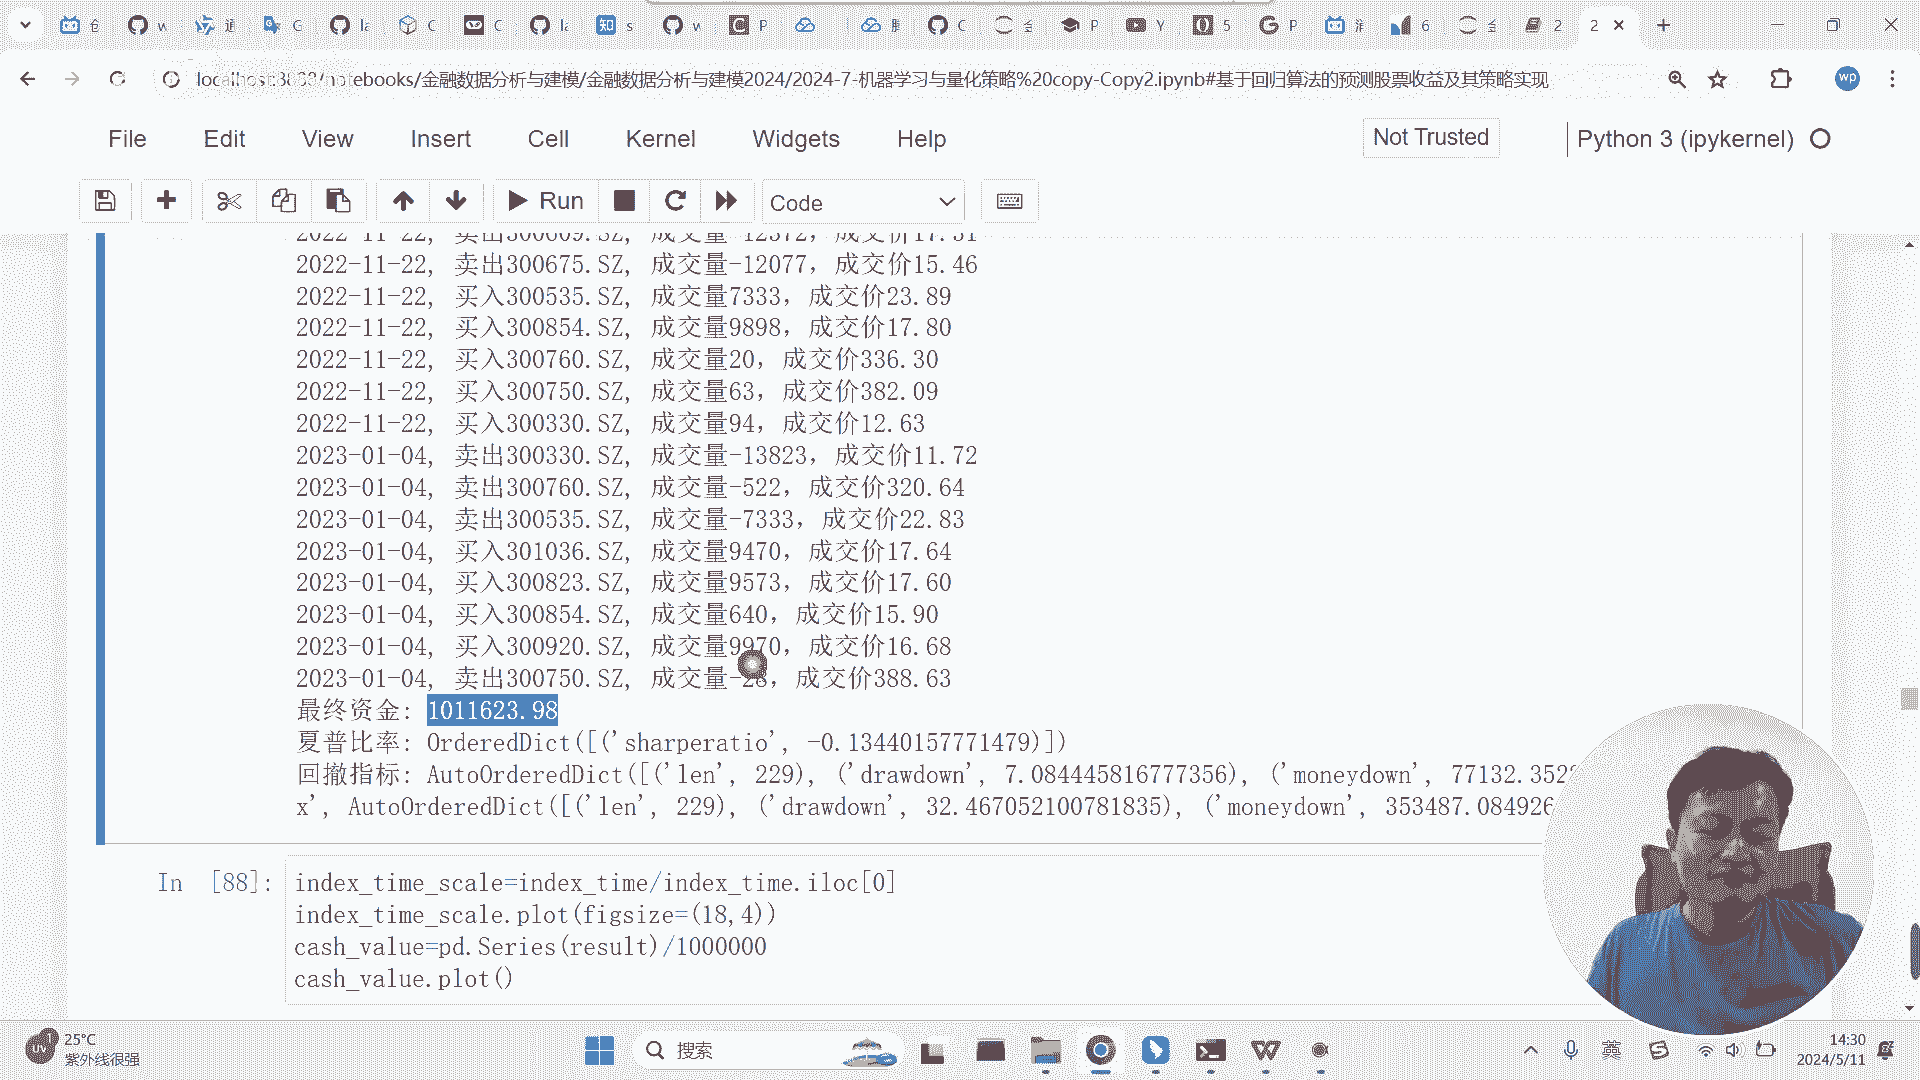 localhost:8888/notebooks/金融数据分析与建模/金融数据分析与建模2024/2024-7-机器学习与量化策略%20copy-Copy2.ipynb#基于回归算法的预测股票收益及其策略实现
wp
File Edit View Insert Cell Kernel Widgets Help
Not Trusted
Python 3 (ipykernel)
Run
Code
2022-11-22, 卖出300609.SZ, 成交量-12372, 成交价17.31
2022-11-22, 卖出300675.SZ, 成交量-12077, 成交价15.46
2022-11-22, 买入300535.SZ, 成交量7333, 成交价23.89
2022-11-22, 买入300854.SZ, 成交量9898, 成交价17.80
2022-11-22, 买入300760.SZ, 成交量20, 成交价336.30
2022-11-22, 买入300750.SZ, 成交量63, 成交价382.09
2022-11-22, 买入300330.SZ, 成交量94, 成交价12.63
2023-01-04, 卖出300330.SZ, 成交量-13823, 成交价11.72
2023-01-04, 卖出300760.SZ, 成交量-522, 成交价320.64
2023-01-04, 卖出300535.SZ, 成交量-7333, 成交价22.83
2023-01-04, 买入301036.SZ, 成交量9470, 成交价17.64
2023-01-04, 买入300823.SZ, 成交量9573, 成交价17.60
2023-01-04, 买入300854.SZ, 成交量640, 成交价15.90
2023-01-04, 买入300920.SZ, 成交量9970, 成交价16.68
2023-01-04, 卖出300750.SZ, 成交量-28, 成交价388.63
最终资金: 1011623.98
夏普比率: OrderedDict([('sharperatio', -0.13440157771479)])
回撤指标: AutoOrderedDict([('len', 229), ('drawdown', 7.084445816777356), ('moneydown', 77132.352
x', AutoOrderedDict([('len', 229), ('drawdown', 32.467052100781835), ('moneydown', 353487.084926
In [88]:
index_time_scale=index_time/index_time.iloc[0]
index_time_scale.plot(figsize=(18,4))
cash_value=pd.Series(result)/1000000
cash_value.plot()
25°C
紫外线很强
搜索
英
14:30
2024/5/11